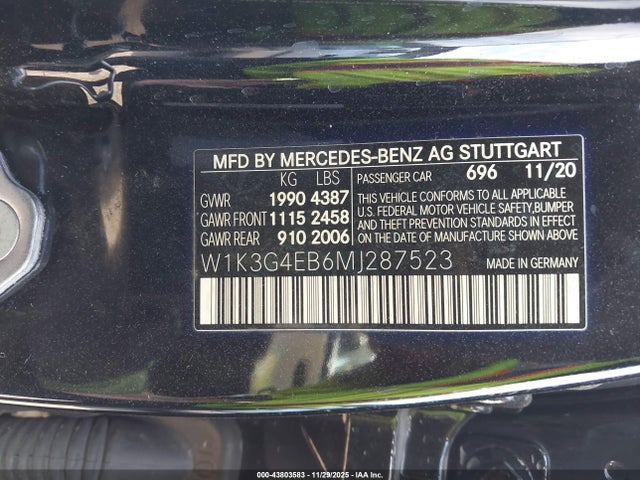 MFD BY MERCEDES-BENZ AG STUTTGART
KG LBS PASSENGER CAR 696 11/20
GVWR 1990 4387
GAWR FRONT 1115 2458
GAWR REAR 910 2006
THIS VEHICLE CONFORMS TO ALL APPLICABLE
U.S. FEDERAL MOTOR VEHICLE SAFETY, BUMPER
AND THEFT PREVENTION STANDARDS IN EFFECT
ON THE DATE OF MANUFACTURE SHOWN ABOVE
W1K3G4EB6MJ287523 MADE IN GERMANY
000-43803583 | 11/29/2025 - IAA Inc.